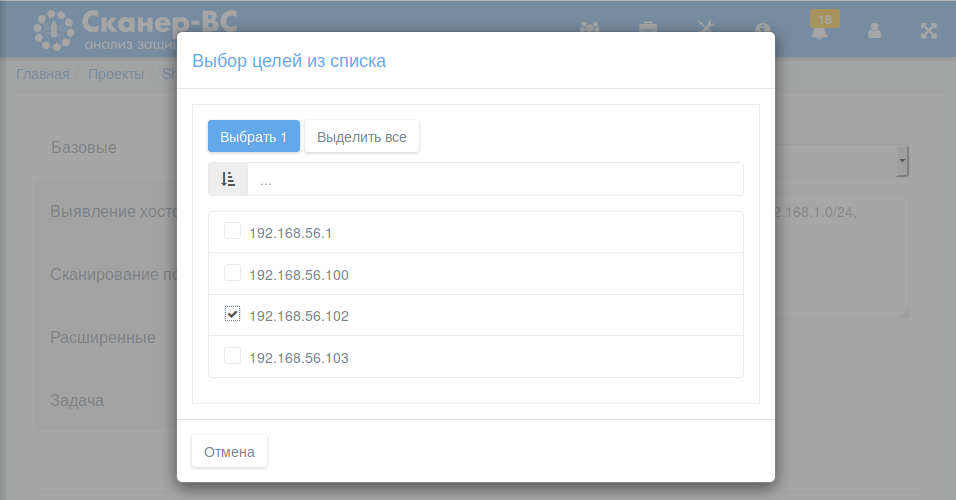 Сканер-ВС
анализ защи
18
Главная / Проекты / Sh
Выбор целей из списка
Базовые
Выявление хосто
Сканирование по
Расширенные
Задача
2.168.1.0/24,
Выбрать 1
Выделить все
...
192.168.56.1
192.168.56.100
192.168.56.102
192.168.56.103
Отмена